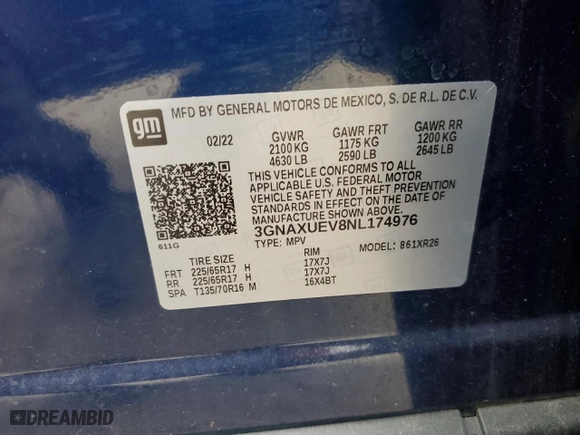 gm
MFD BY GENERAL MOTORS DE MEXICO, S. DE R.L. DE C.V.
02/22 GVWR GAWR FRT GAWR RR
2100 KG 1175 KG 1200 KG
4630 LB 2590 LB 2645 LB
THIS VEHICLE CONFORMS TO ALL
APPLICABLE U.S. FEDERAL MOTOR
VEHICLE SAFETY AND THEFT PREVENTION
STANDARDS IN EFFECT ON THE DATE OF
MANUFACTURE SHOWN ABOVE.
3GNAXUEV8NL174976
611G
TYPE: MPV MODEL: 861XR26
TIRE SIZE RIM
FRT 225/65R17 H 17X7J
RR 225/65R17 H 17X7J
SPA T135/70R16 M 16X4BT
DREAMBID